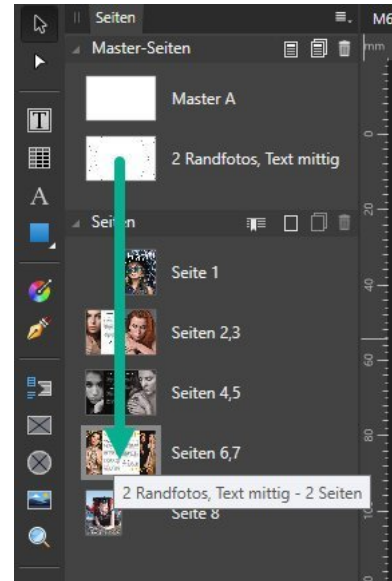 Seiten
M6
Master-Seiten
mm
Master A
2 Randfotos, Text mittig
0
Seiten
20
Seite 1
40
Seiten 2,3
60
Seiten 4,5
80
Seiten 6,7
2 Randfotos, Text mittig - 2 Seiten
Seite 8